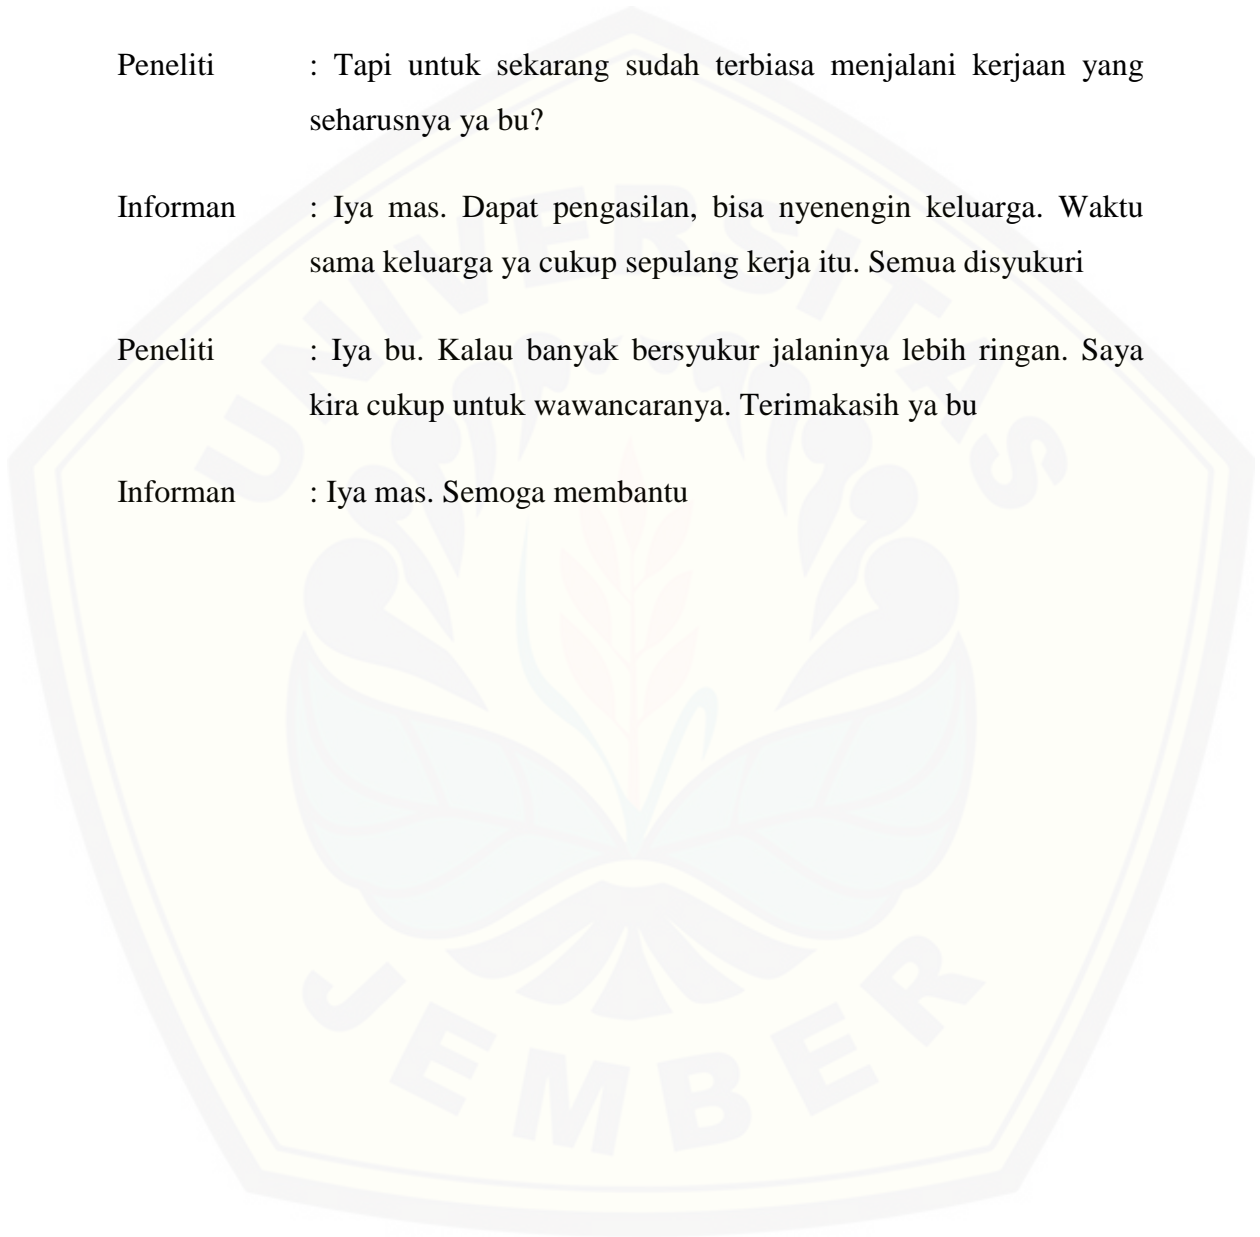 Peneliti : Tapi untuk sekarang sudah terbiasa menjalani kerjaan yang
seharusnya ya bu?
Informan : Iya mas. Dapat pengasilan, bisa nyenengin keluarga. Waktu
sama keluarga ya cukup sepulang kerja itu. Semua disyukuri
Peneliti : Iya bu. Kalau banyak bersyukur jalaninya lebih ringan. Saya
kira cukup untuk wawancaranya. Terimakasih ya bu
Informan : Iya mas. Semoga membantu
UNIVERSITAS
JEMBER